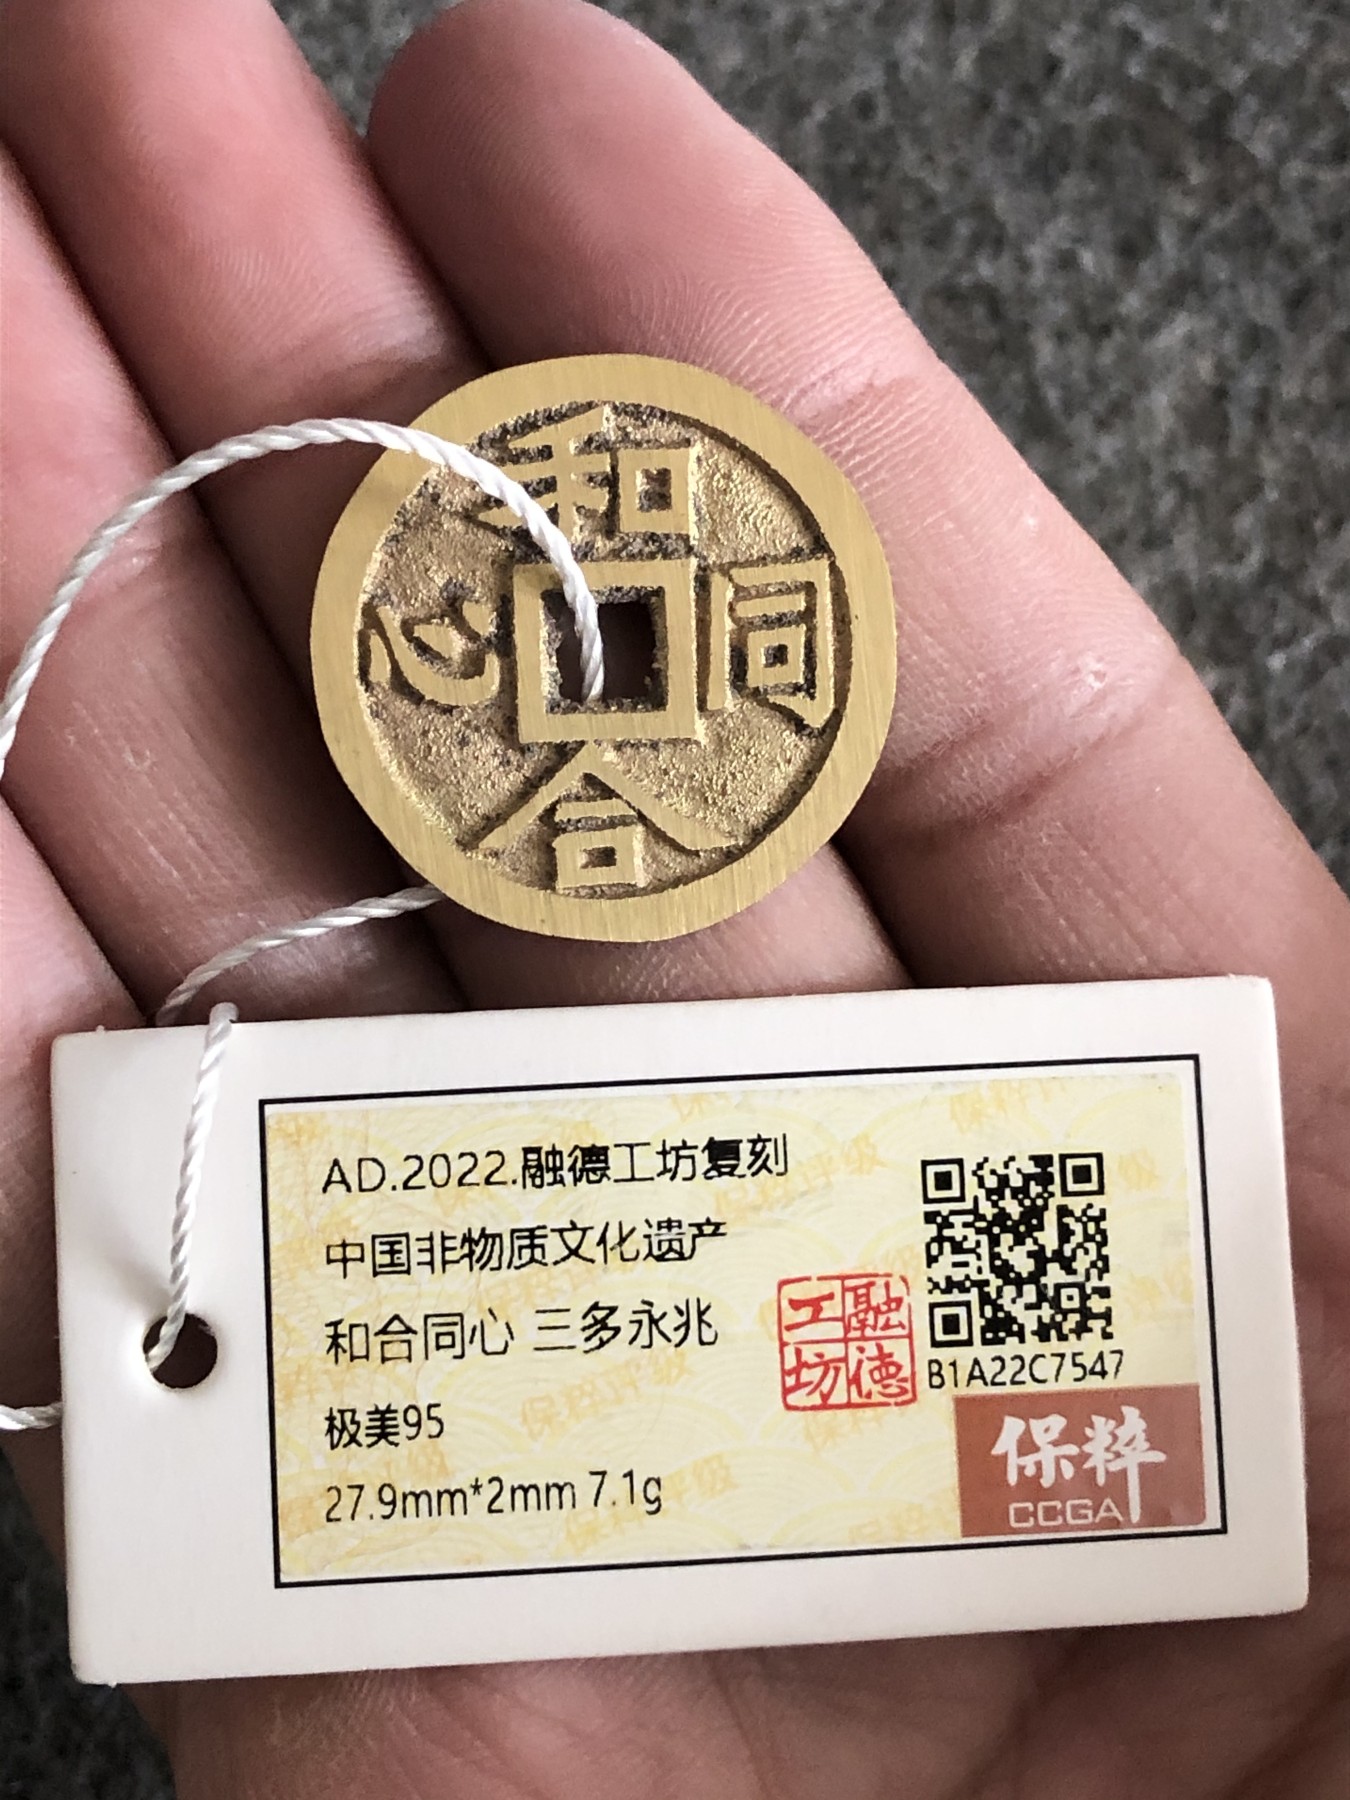 和
心 同
合
AD.2022.融德工坊复刻
中国非物质文化遗产
和合同心 三多永兆
极美95
27.9mm*2mm 7.1g
融德工坊
B1A22C7547
保粹
CCGA